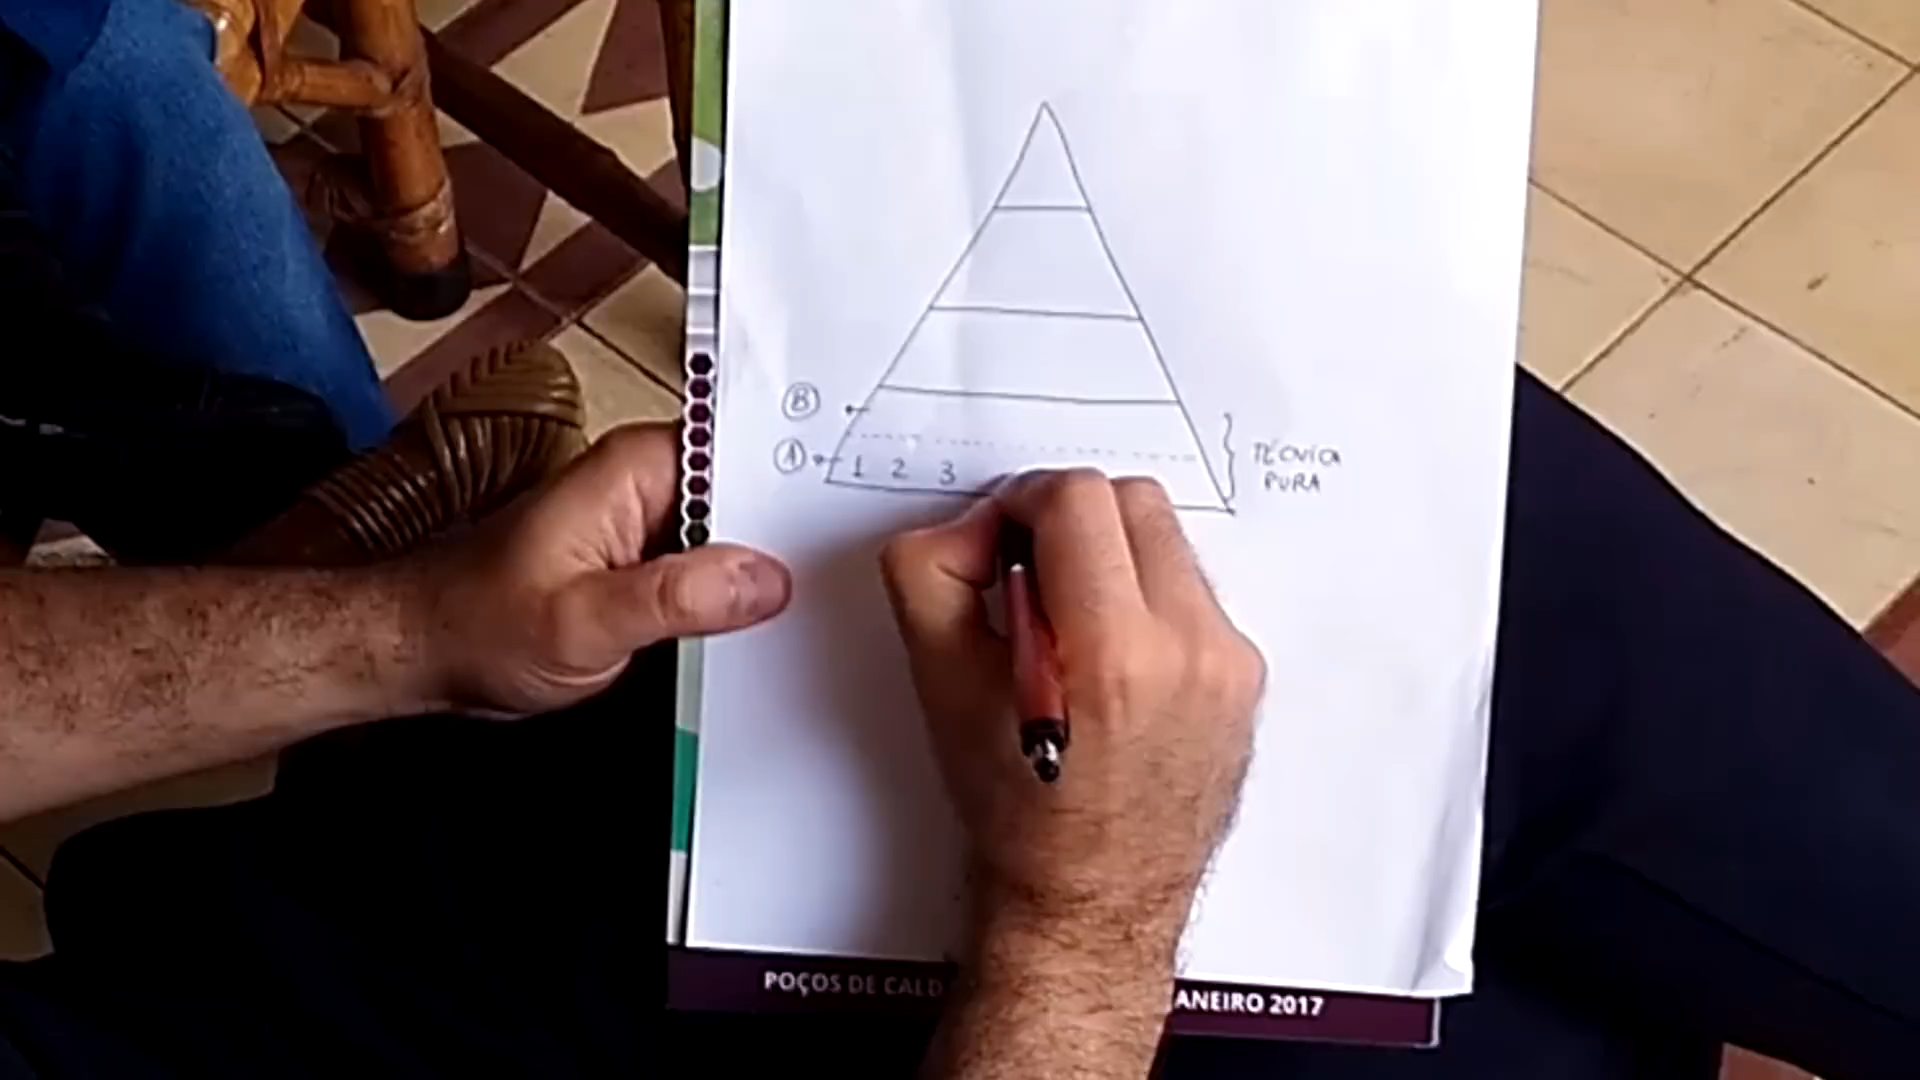 B
A 1 2 3
TÉCNICA
PURA
POÇOS DE CALD
ANEIRO 2017